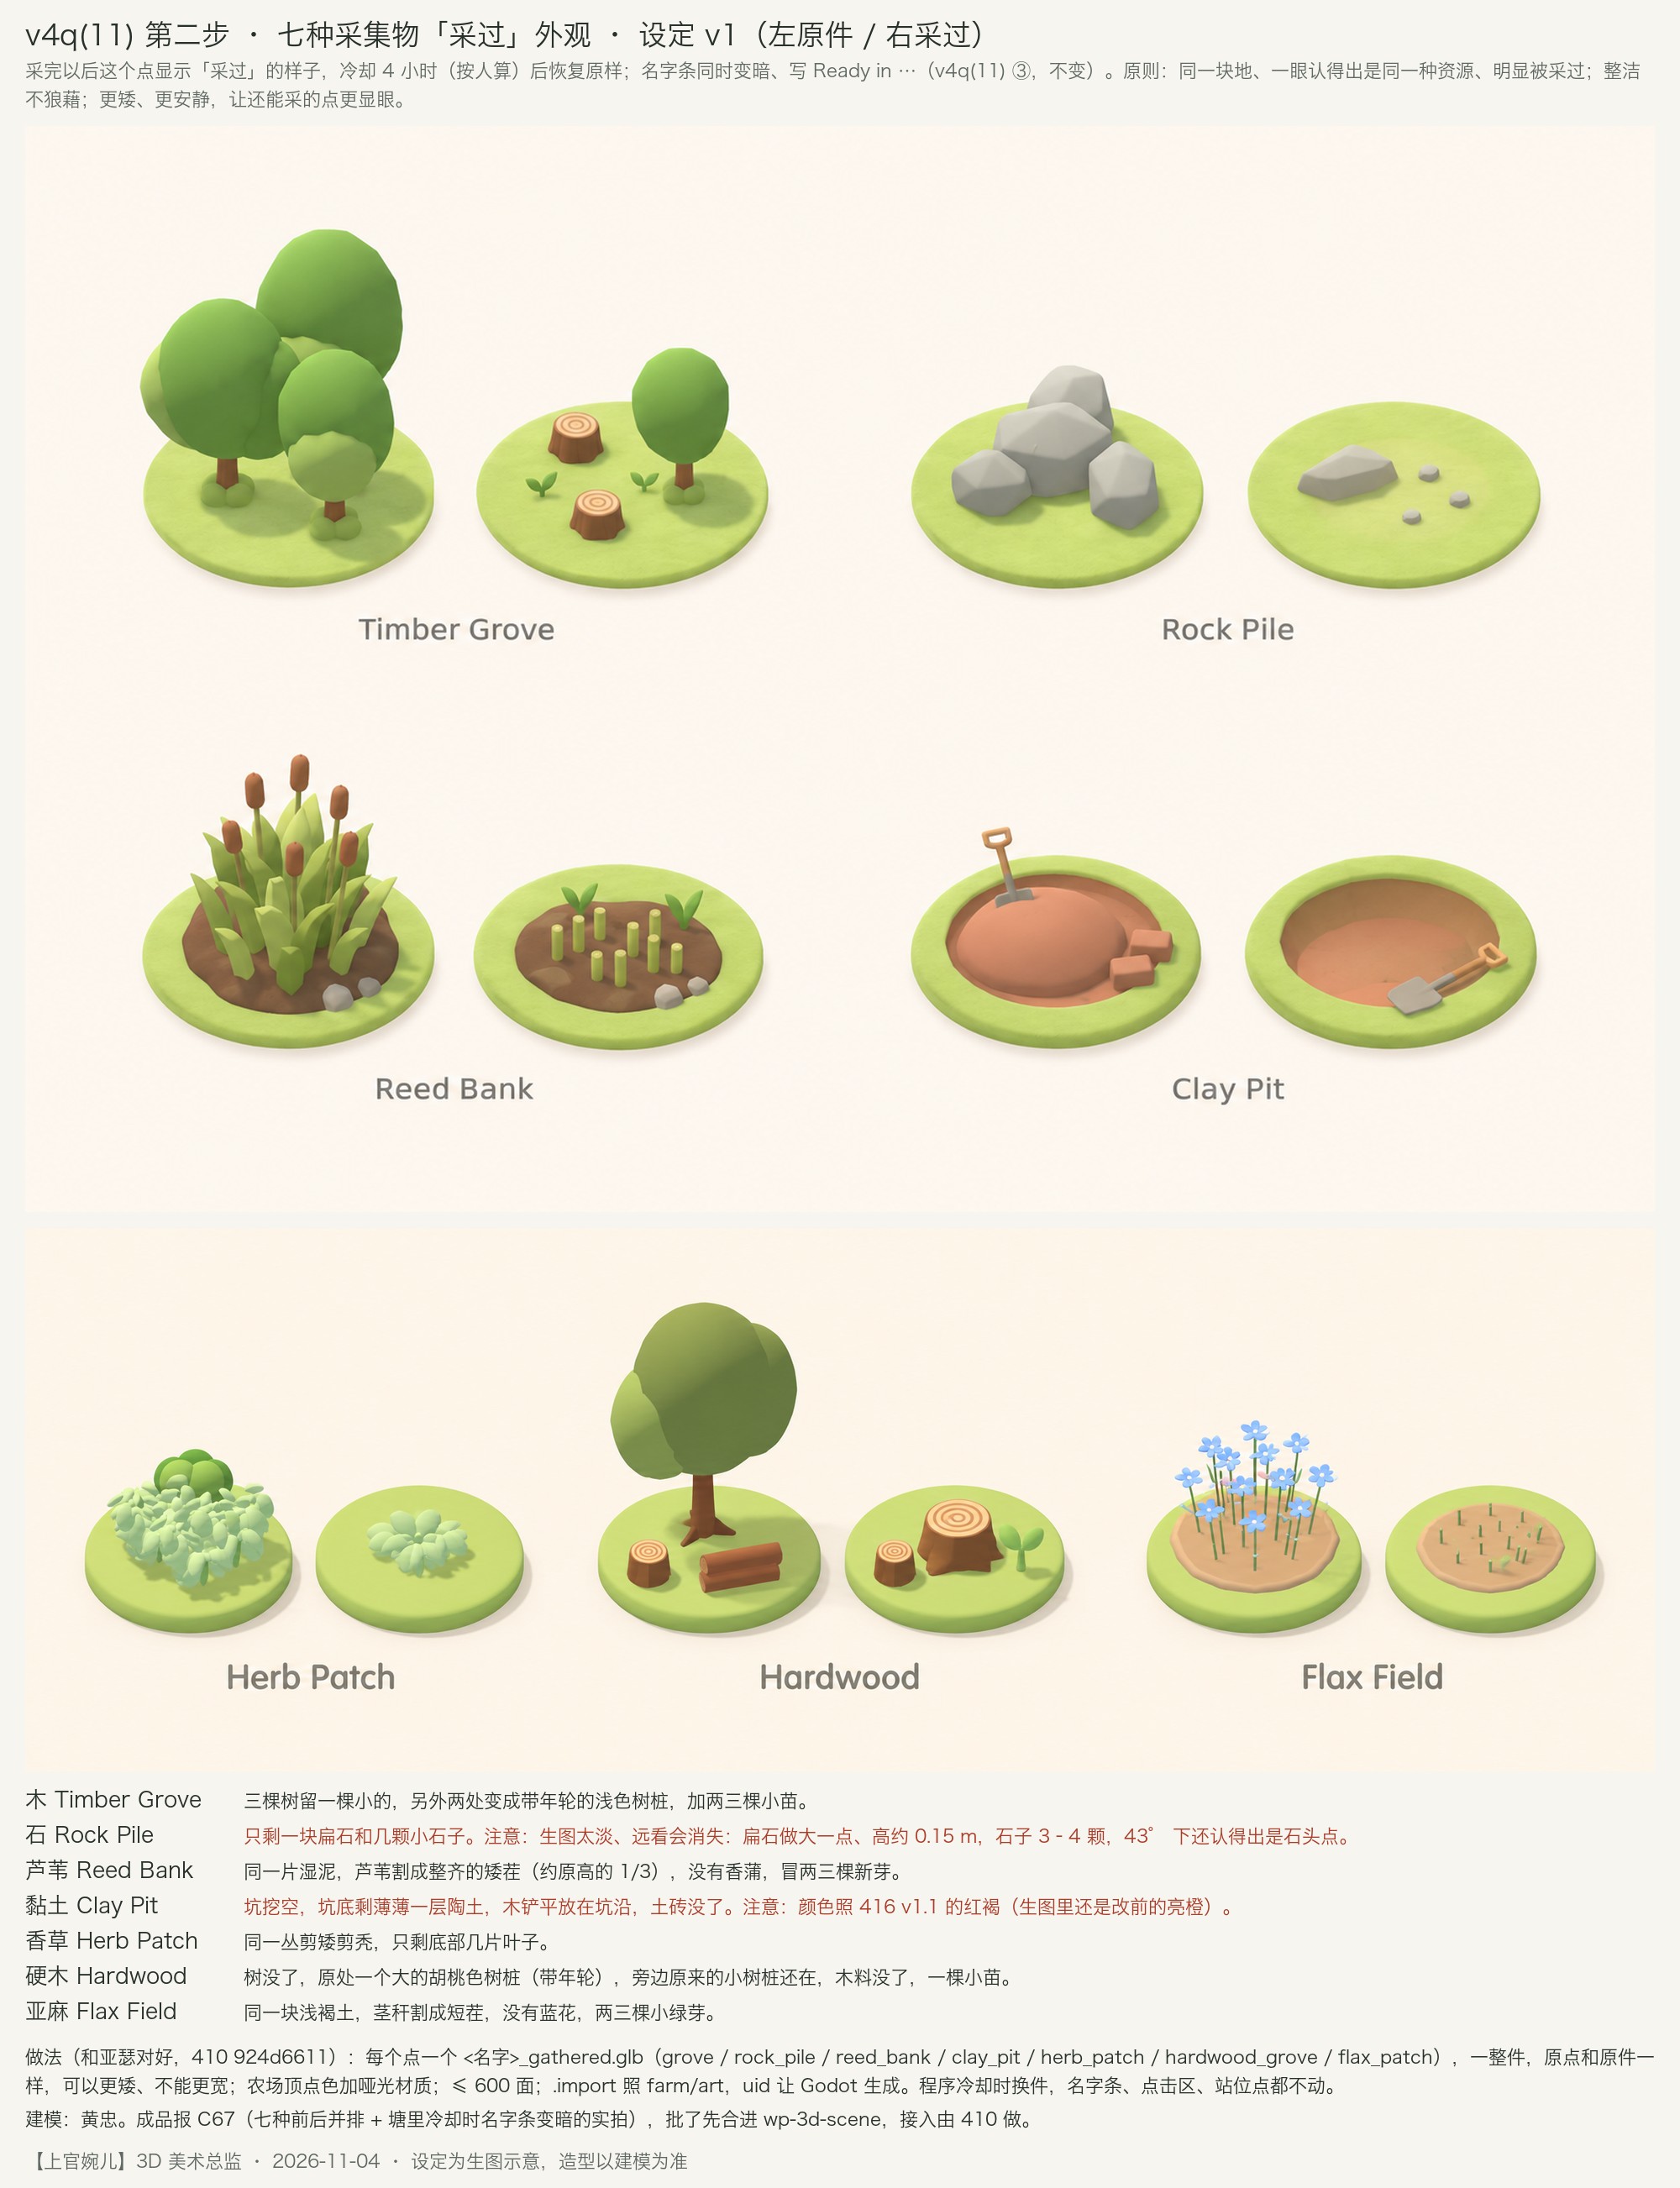 v4q(11) 第二步 · 七种采集物「采过」外观 · 设定 v1（左原件 / 右采过）
采完以后这个点显示「采过」的样子，冷却 4 小时（按人算）后恢复原样；名字条同时变暗、写 Ready in …（v4q(11) ③，不变）。原则：同一块地、一眼认得出是同一种资源、明显被采过；整洁
不狼藉；更矮、更安静，让还能采的点更显眼。
Timber Grove
Rock Pile
Reed Bank
Clay Pit
Herb Patch
Hardwood
Flax Field
木 Timber Grove 三棵树留一棵小的，另外两处变成带年轮的浅色树桩，加两三棵小苗。
石 Rock Pile 只剩一块扁石和几颗小石子。注意：生图太淡、远看会消失：扁石做大一点、高约 0.15 m，石子 3 - 4 颗，43° 下还认得出是石头点。
芦苇 Reed Bank 同一片湿泥，芦苇割成整齐的矮茬（约原高的 1/3），没有香蒲，冒两三棵新芽。
黏土 Clay Pit 坑挖空，坑底剩薄薄一层陶土，木铲平放在坑沿，土砖没了。注意：颜色照 416 v1.1 的红褐（生图里还是改前的亮橙）。
香草 Herb Patch 同一丛剪矮剪秃，只剩底部几片叶子。
硬木 Hardwood 树没了，原处一个大的胡桃色树桩（带年轮），旁边原来的小树桩还在，木料没了，一棵小苗。
亚麻 Flax Field 同一块浅褐土，茎秆割成短茬，没有蓝花，两三棵小绿芽。
做法（和亚瑟对好，410 924d6611）：每个点一个 <名字>_gathered.glb（grove / rock_pile / reed_bank / clay_pit / herb_patch / hardwood_grove / flax_patch），一整件，原点和原件一
样，可以更矮、不能更宽；农场顶点色加哑光材质；≤ 600 面；.import 照 farm/art，uid 让 Godot 生成。程序冷却时换件，名字条、点击区、站位点都不动。
建模：黄忠。成品报 C67（七种前后并排 + 塘里冷却时名字条变暗的实拍），批了先合进 wp-3d-scene，接入由 410 做。
【上官婉儿】3D 美术总监 · 2026-11-04 · 设定为生图示意，造型以建模为准